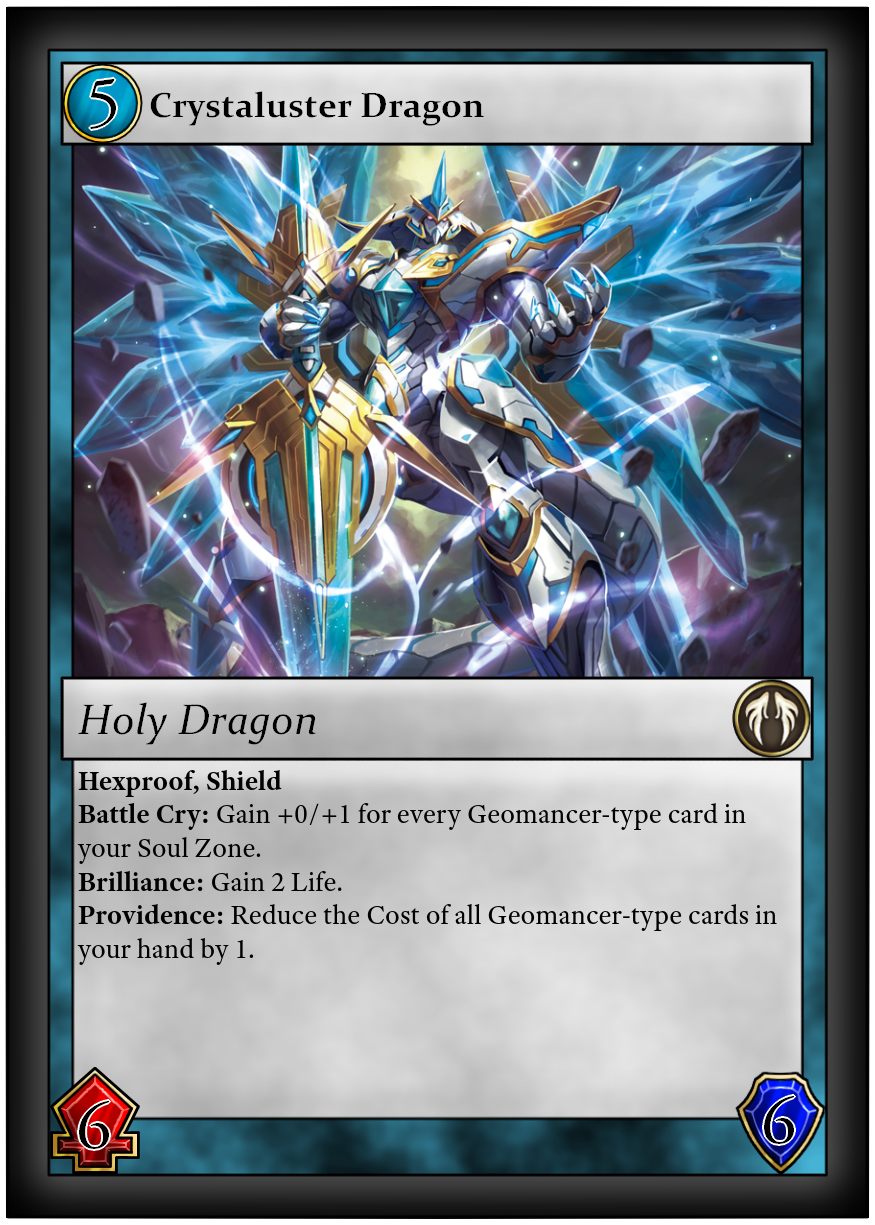 5 Crystaluster Dragon
Holy Dragon
Hexproof, Shield
Battle Cry: Gain +0/+1 for every Geomancer-type card in
your Soul Zone.
Brilliance: Gain 2 Life.
Providence: Reduce the Cost of all Geomancer-type cards in
your hand by 1.
6 6